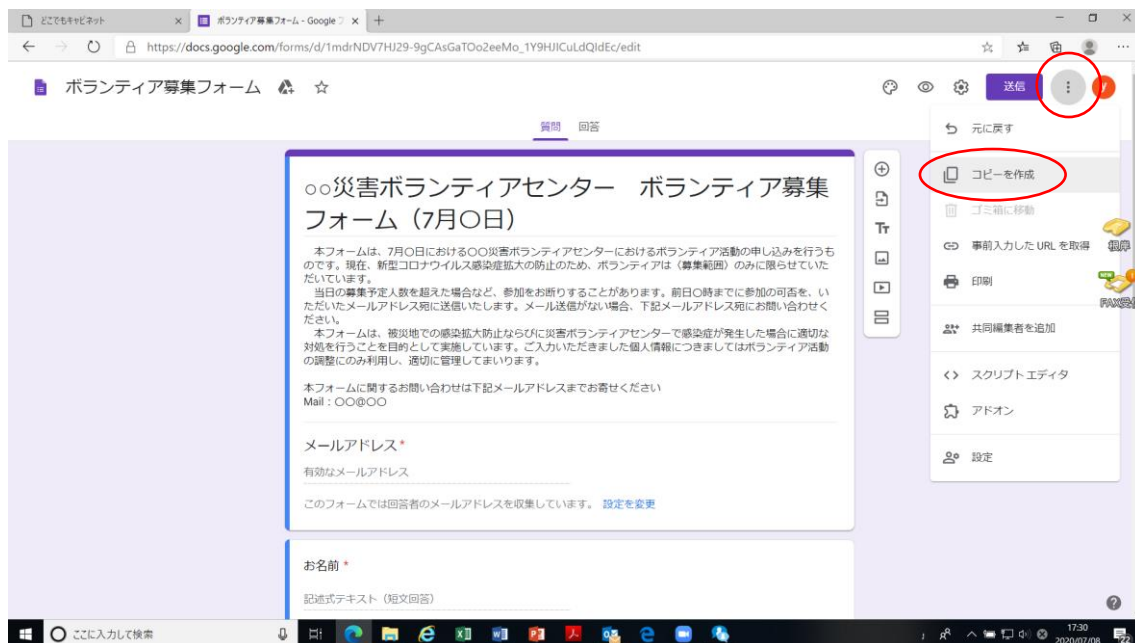 どこでもキャビネット
ボランティア募集フォーム - Google フ
https://docs.google.com/forms/d/1mdrNDV7HJ29-9gCAsGaTOo2eeMo_1Y9HJICuLdQIdEc/edit
ボランティア募集フォーム
送信
質問 回答
元に戻す
コピーを作成
ゴミ箱に移動
事前入力した URL を取得
印刷
共同編集者を追加
スクリプト エディタ
アドオン
設定
○○災害ボランティアセンター　ボランティア募集
フォーム（7月〇日）
本フォームは、7月〇日における〇〇災害ボランティアセンターにおけるボランティア活動の申し込みを行うも
のです。現在、新型コロナウイルス感染症拡大の防止のため、ボランティアは（募集範囲）のみに限らせていた
だいています。
当日の募集予定人数を超えた場合など、参加をお断りすることがあります。前日〇時までに参加の可否を、い
ただいたメールアドレス宛に送信いたします。メール送信がない場合、下記メールアドレス宛にお問い合わせく
ださい。
本フォームは、被災地での感染拡大防止ならびに災害ボランティアセンターで感染症が発生した場合に適切な
対処を行うことを目的として実施しています。ご入力いただきました個人情報につきましてはボランティア活動
の調整にのみ利用し、適切に管理してまいります。
本フォームに関するお問い合わせは下記メールアドレスまでお寄せください
Mail：〇〇@〇〇
メールアドレス *
有効なメールアドレス
このフォームでは回答者のメールアドレスを収集しています。 設定を変更
お名前 *
記述式テキスト（短文回答）
Tт
ここに入力して検索
17:30
2020/07/08
22